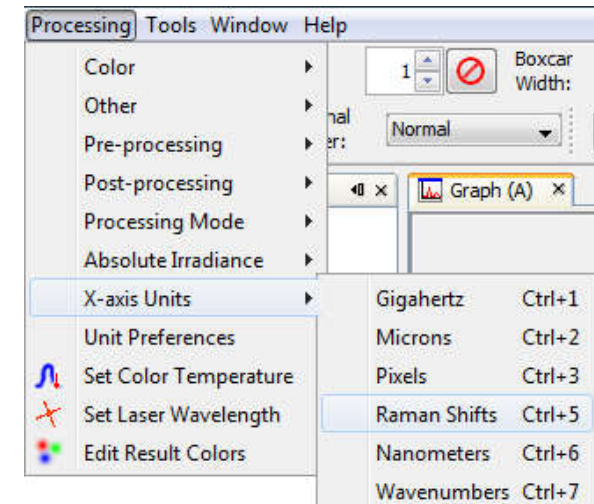 Processing Tools Window Help
Color
Other
Pre-processing
Post-processing
Processing Mode
Absolute Irradiance
X-axis Units
Unit Preferences
Set Color Temperature
Set Laser Wavelength
Edit Result Colors
1
Boxcar
Width:
nal
er:
Normal
Graph (A)
Gigahertz Ctrl+1
Microns Ctrl+2
Pixels Ctrl+3
Raman Shifts Ctrl+5
Nanometers Ctrl+6
Wavenumbers Ctrl+7